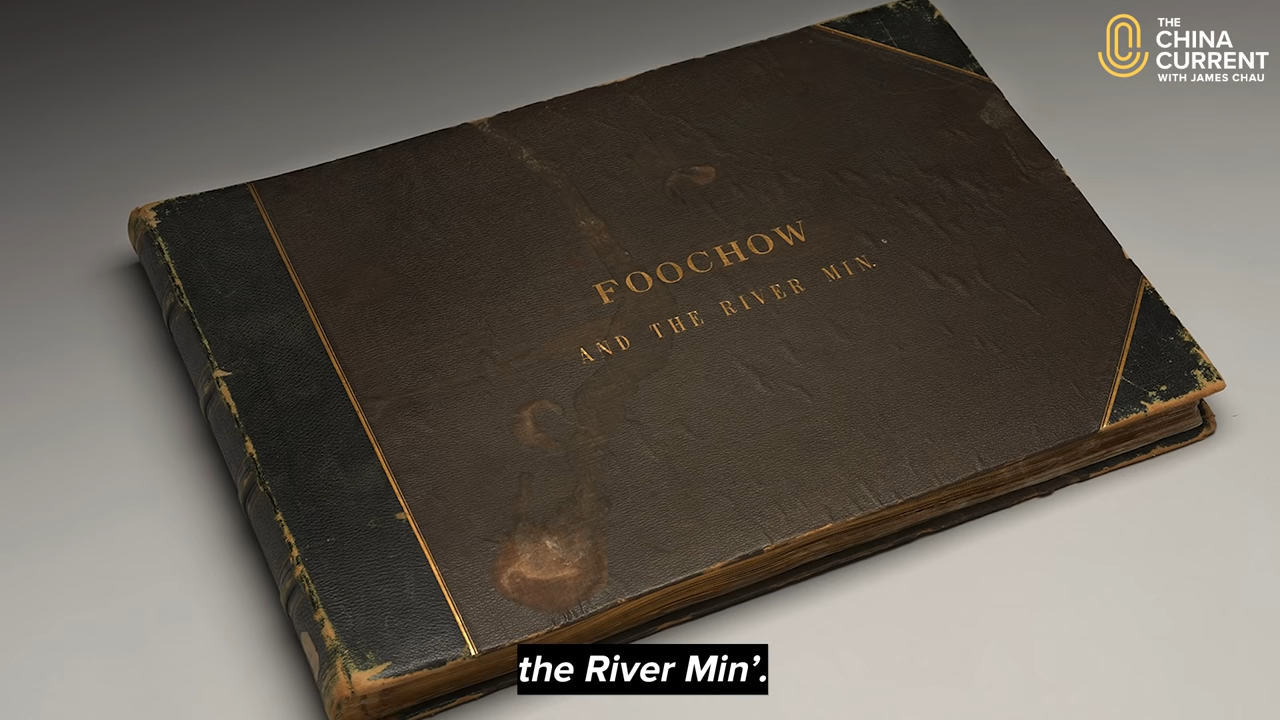 THE
CHINA
CURRENT
WITH JAMES CHAU
FOOCHOW
AND THE RIVER MIN.
the River Min’.